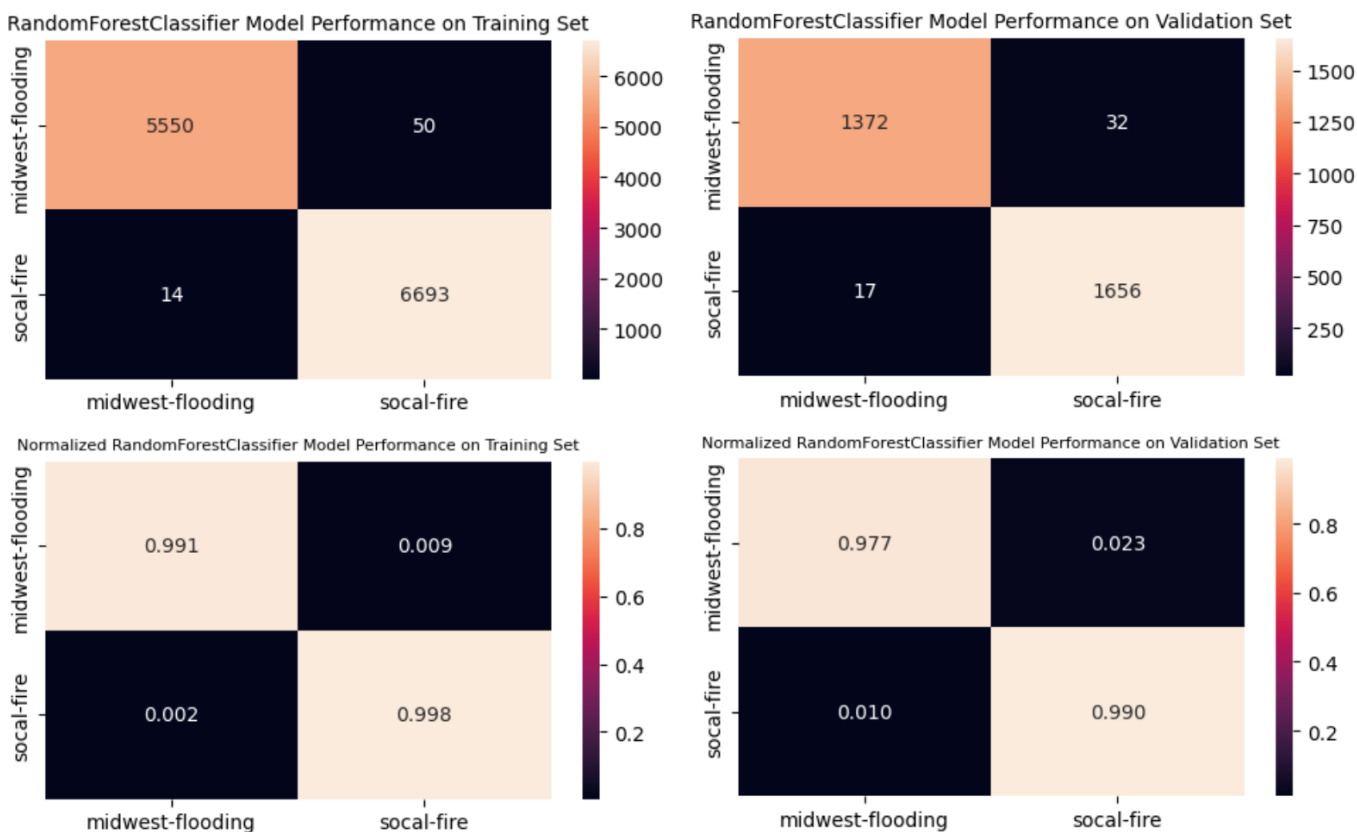 RandomForestClassifier Model Performance on Training Set
midwest-flooding
socal-fire
5550
50
14
6693
6000
5000
4000
3000
2000
1000
midwest-flooding
socal-fire
RandomForestClassifier Model Performance on Validation Set
midwest-flooding
socal-fire
1372
32
17
1656
1500
1250
1000
750
500
250
midwest-flooding
socal-fire
Normalized RandomForestClassifier Model Performance on Training Set
midwest-flooding
socal-fire
0.991
0.009
0.002
0.998
0.8
0.6
0.4
0.2
midwest-flooding
socal-fire
Normalized RandomForestClassifier Model Performance on Validation Set
midwest-flooding
socal-fire
0.977
0.023
0.010
0.990
0.8
0.6
0.4
0.2
midwest-flooding
socal-fire